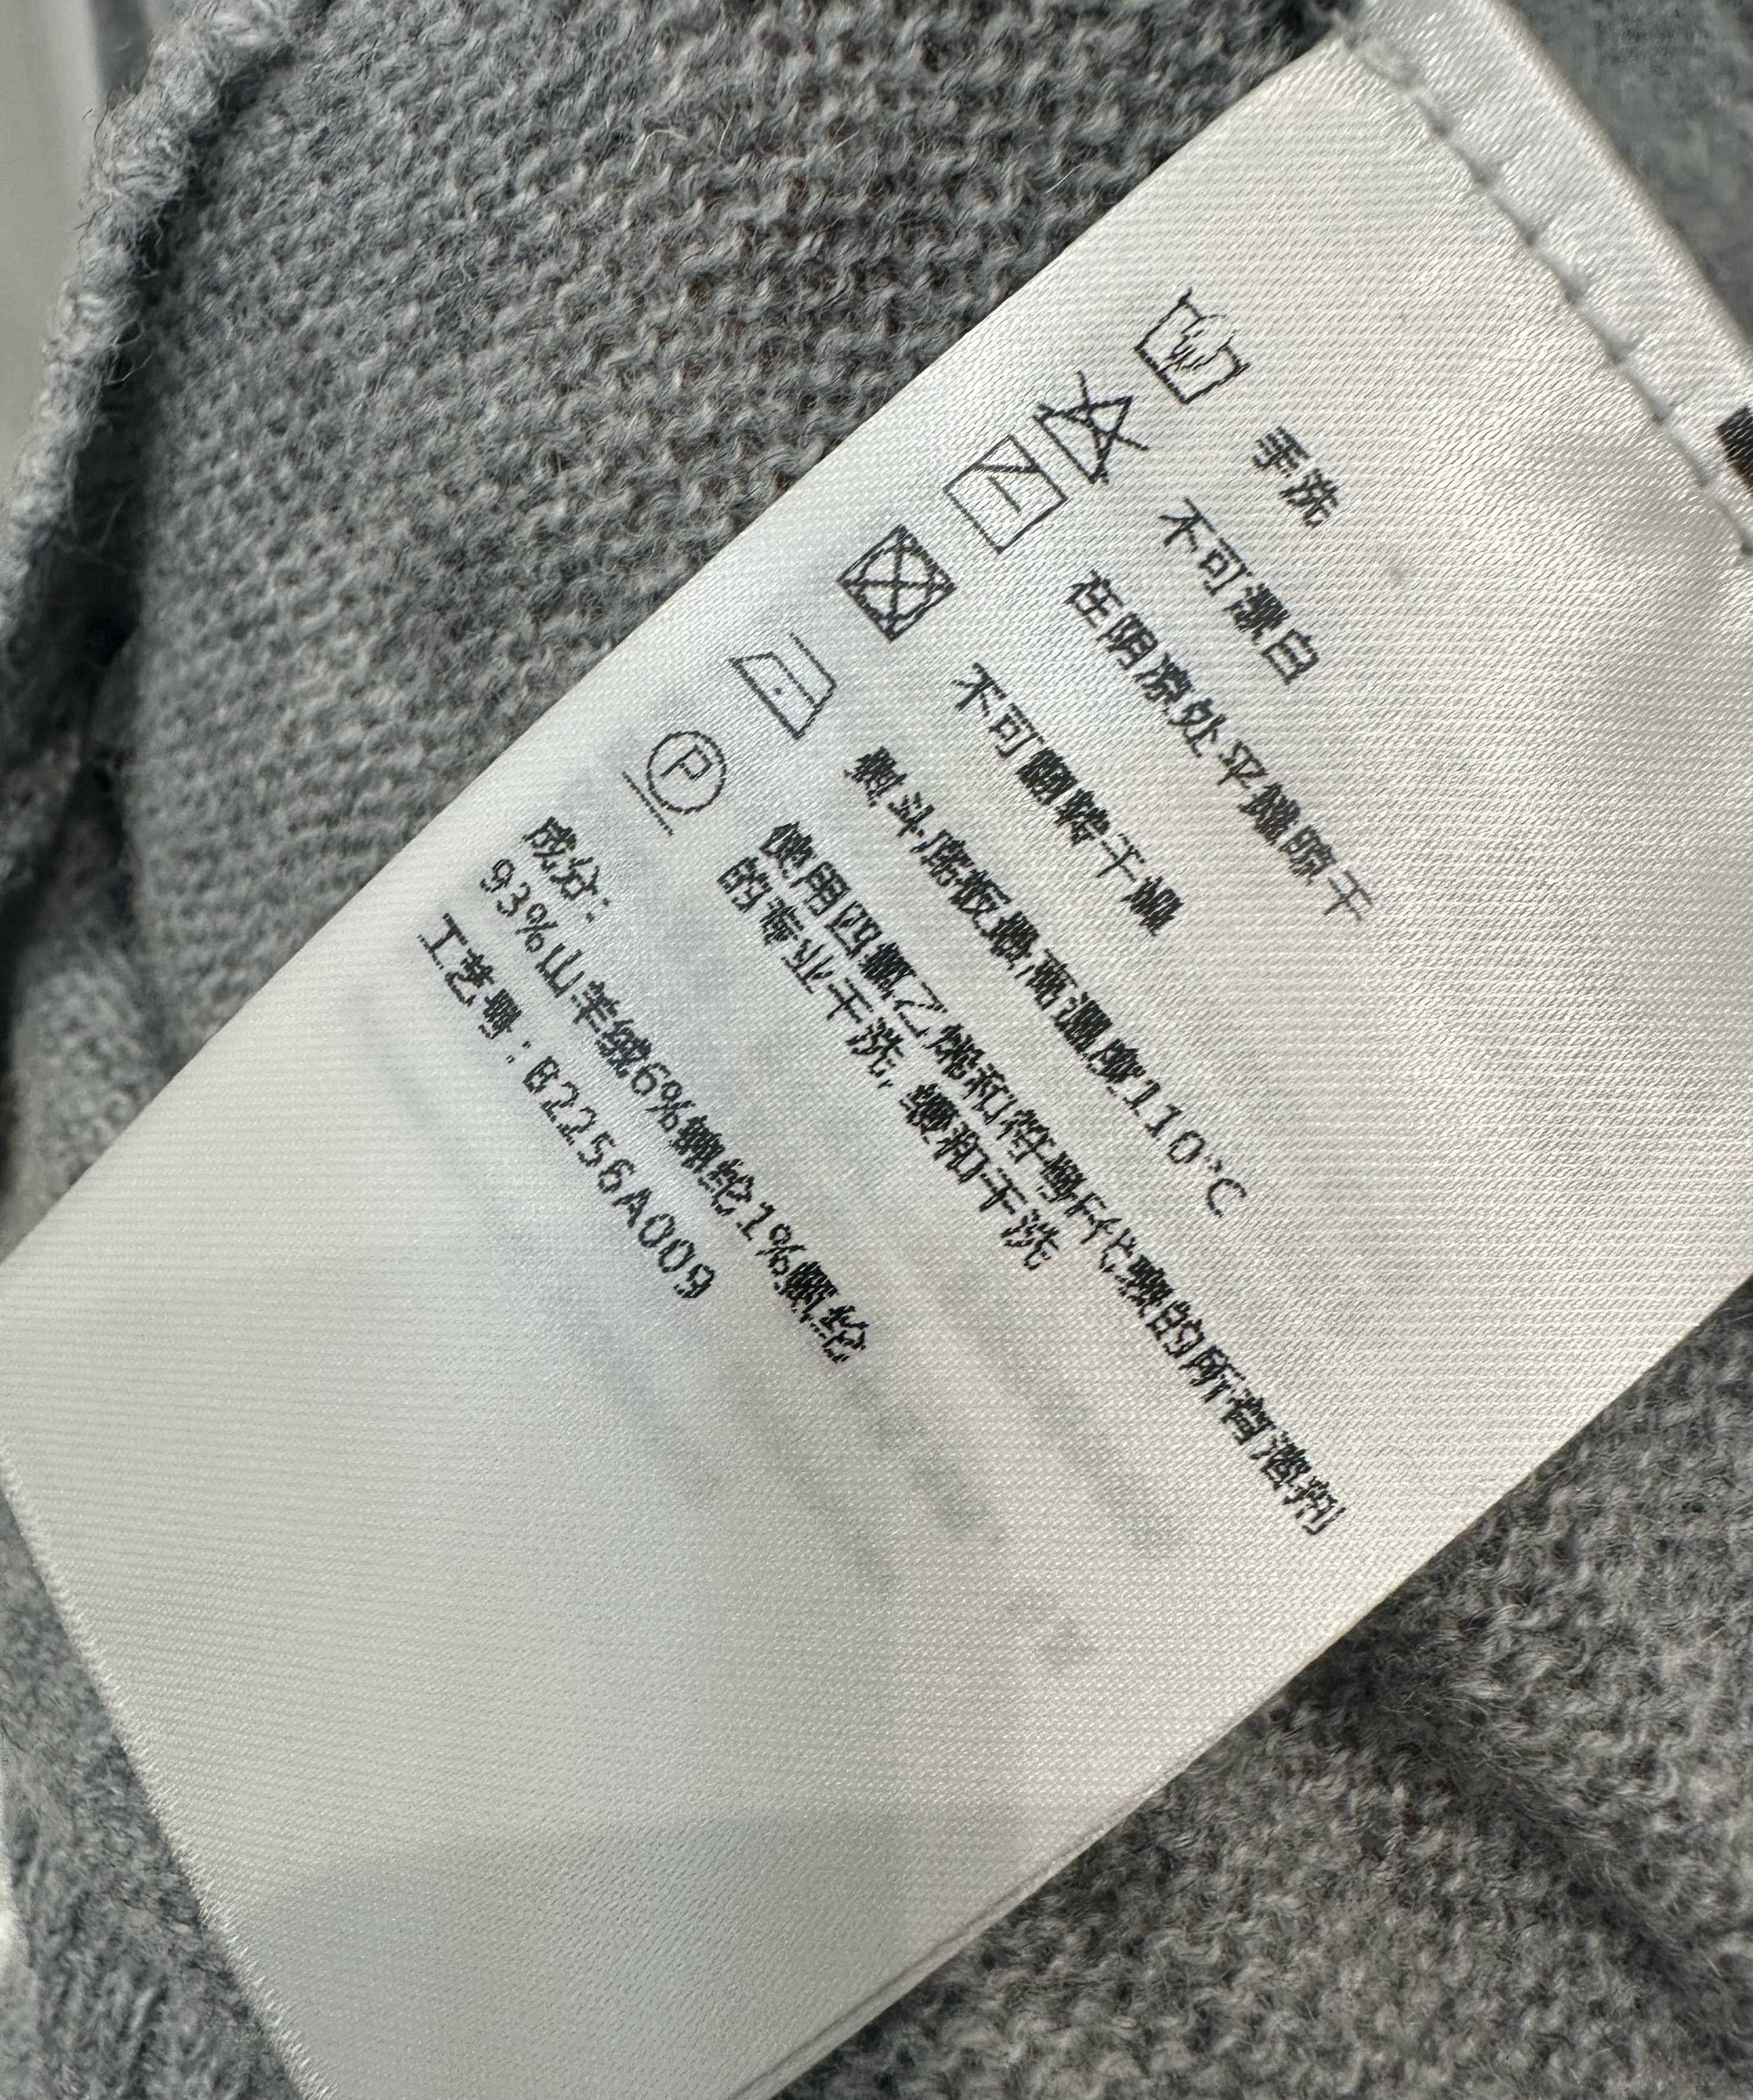 手洗
不可漂白
在阴凉处平摊晾干
不可翻转干燥
熨斗底板最高温度110℃
使用四氯乙烯和符号F代表的所有溶剂
的专业干洗,缓和干洗
成分:
93%山羊绒6%锦纶1%氨纶
工艺号:B2256A009